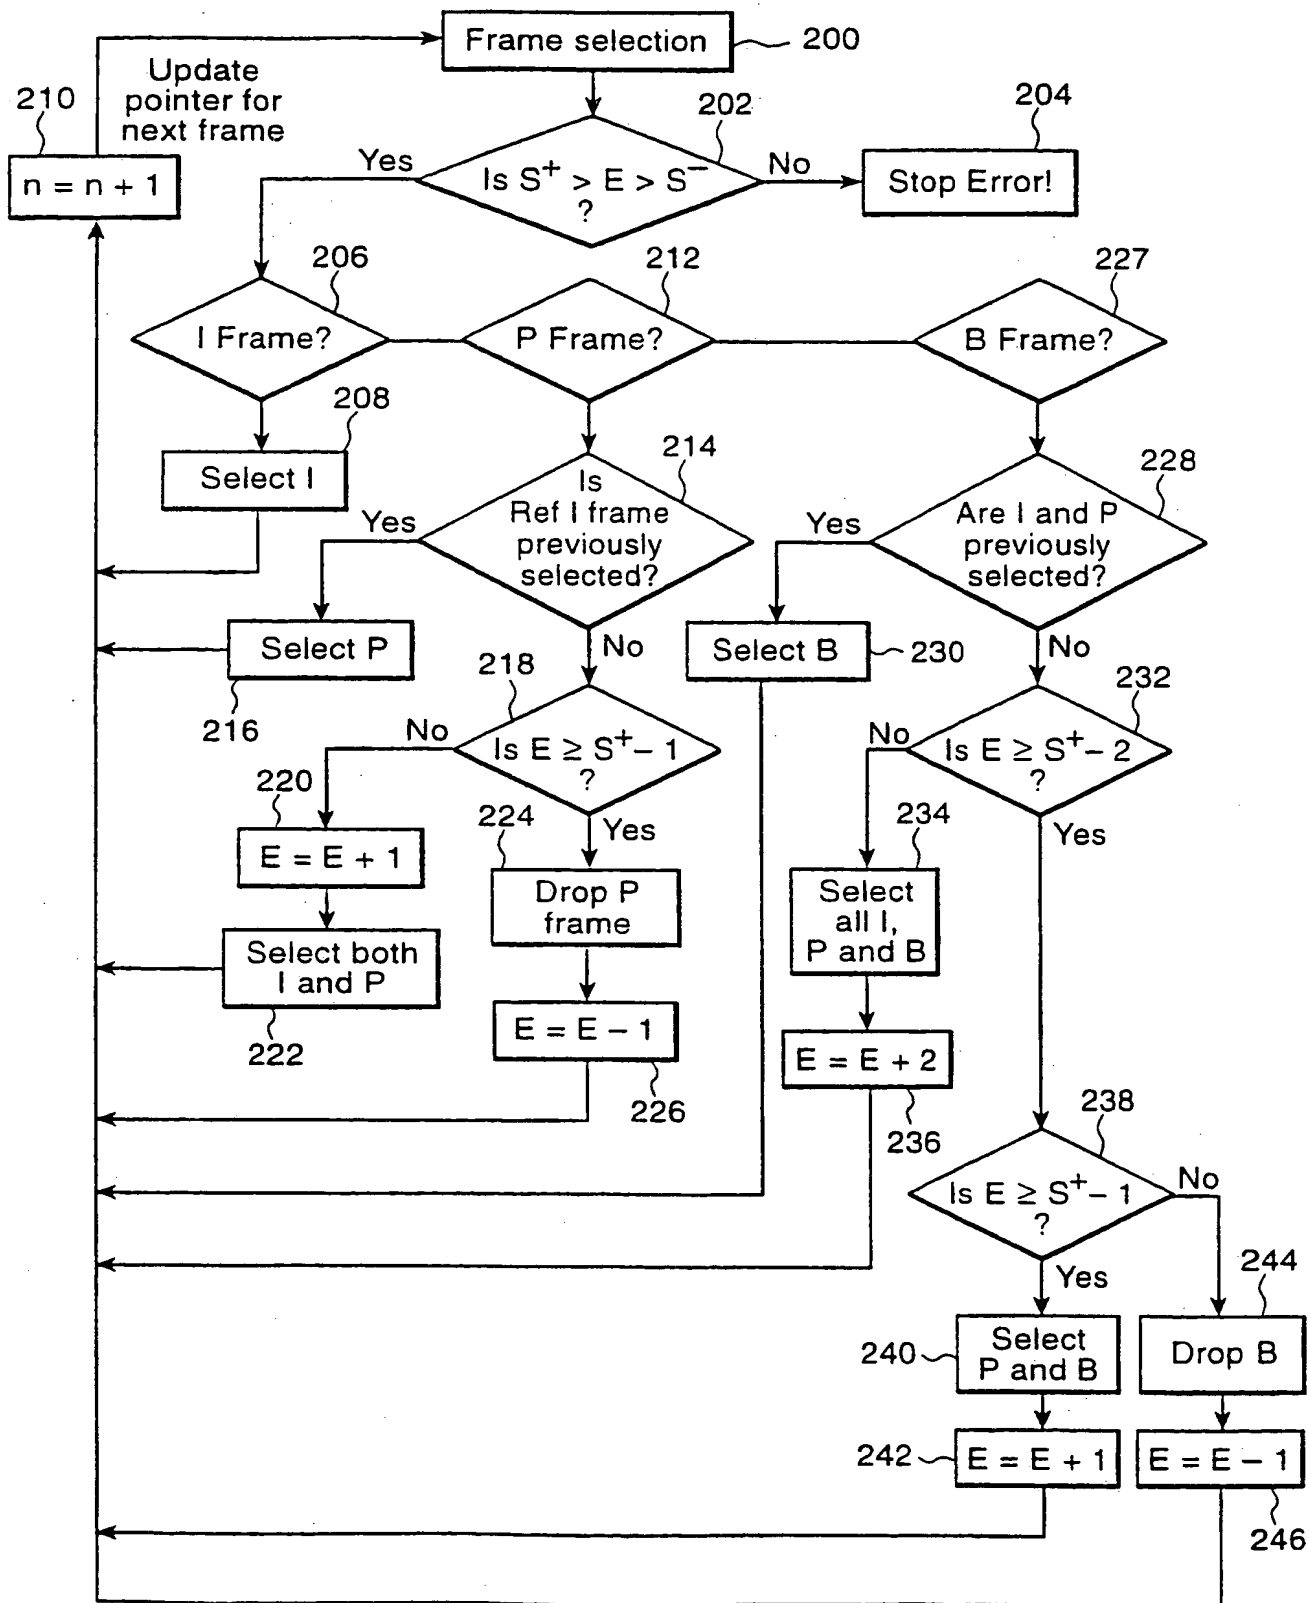 Frame selection
200
Update
pointer for
next frame
210
n = n + 1
202
Yes
Is S⁺ > E > S⁻
?
No
204
Stop Error!
206
I Frame?
212
P Frame?
227
B Frame?
208
Select I
214
Is
Ref I frame
previously
selected?
Yes
No
228
Are I and P
previously
selected?
Yes
No
Select P
216
Select B
230
218
Is E ≥ S⁺ – 1
?
No
Yes
232
Is E ≥ S⁺ – 2
?
No
Yes
220
E = E + 1
Select both
I and P
222
224
Drop P
frame
E = E – 1
226
234
Select
all I,
P and B
E = E + 2
236
238
Is E ≥ S⁺ – 1
?
No
Yes
240
Select
P and B
244
Drop B
242
E = E + 1
E = E – 1
246